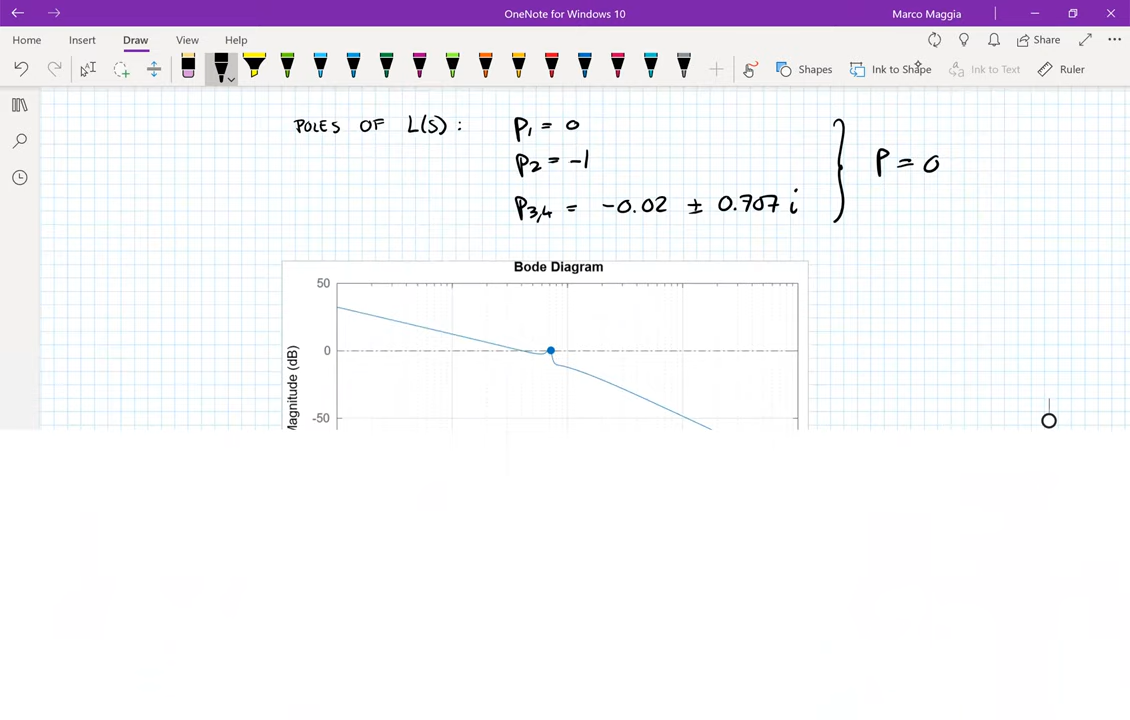 OneNote for Windows 10
Marco Maggia
Home Insert Draw View Help
Share
Shapes
Ink to Shape
Ink to Text
Ruler
POLES OF L(S): P1 = 0
P2 = -1
P3,4 = -0.02 ± 0.707 i
P = 0
Bode Diagram
50
0
-50
Magnitude (dB)